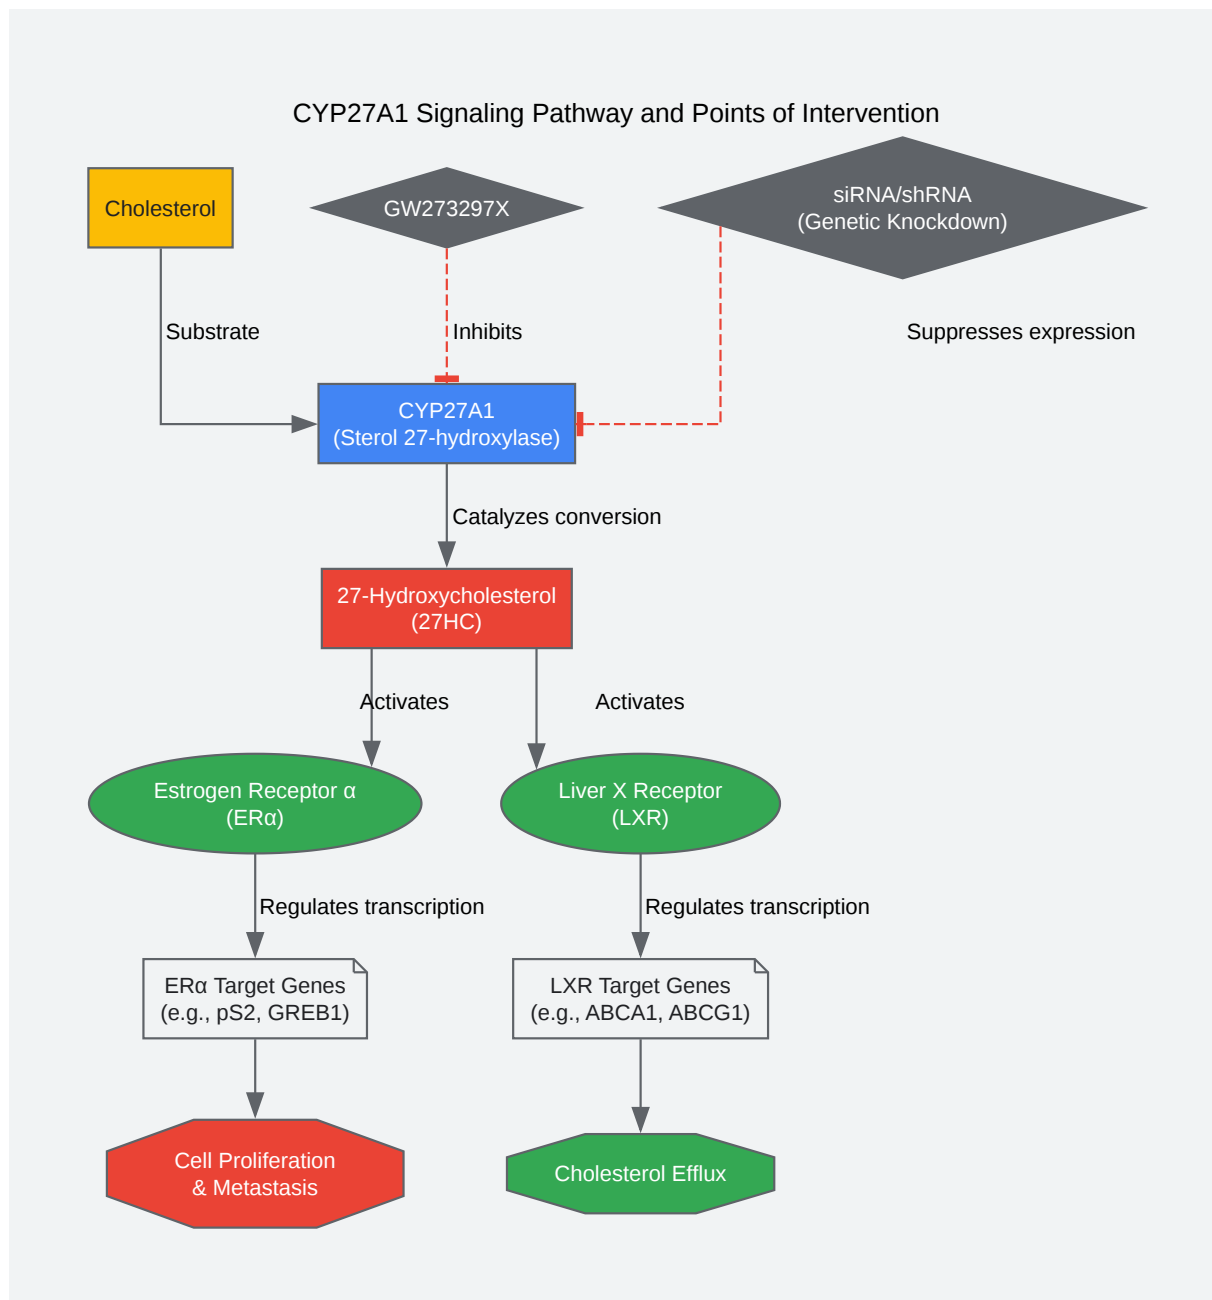 CYP27A1 Signaling Pathway and Points of Intervention
Cholesterol
GW273297X
siRNA/shRNA
(Genetic Knockdown)
Substrate
Inhibits
Suppresses expression
CYP27A1
(Sterol 27-hydroxylase)
Catalyzes conversion
27-Hydroxycholesterol
(27HC)
Activates
Activates
Estrogen Receptor α
(ERα)
Liver X Receptor
(LXR)
Regulates transcription
Regulates transcription
ERα Target Genes
(e.g., pS2, GREB1)
LXR Target Genes
(e.g., ABCA1, ABCG1)
Cell Proliferation
& Metastasis
Cholesterol Efflux